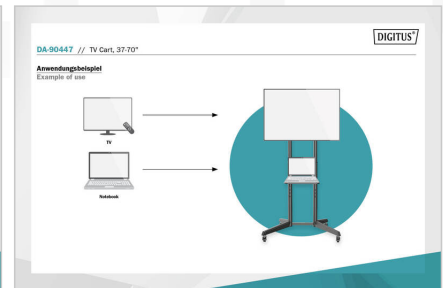 DIGITUS®
DA-90447 // TV Cart, 37-70"
Anwendungsbeispiel
Example of use
TV
Notebook